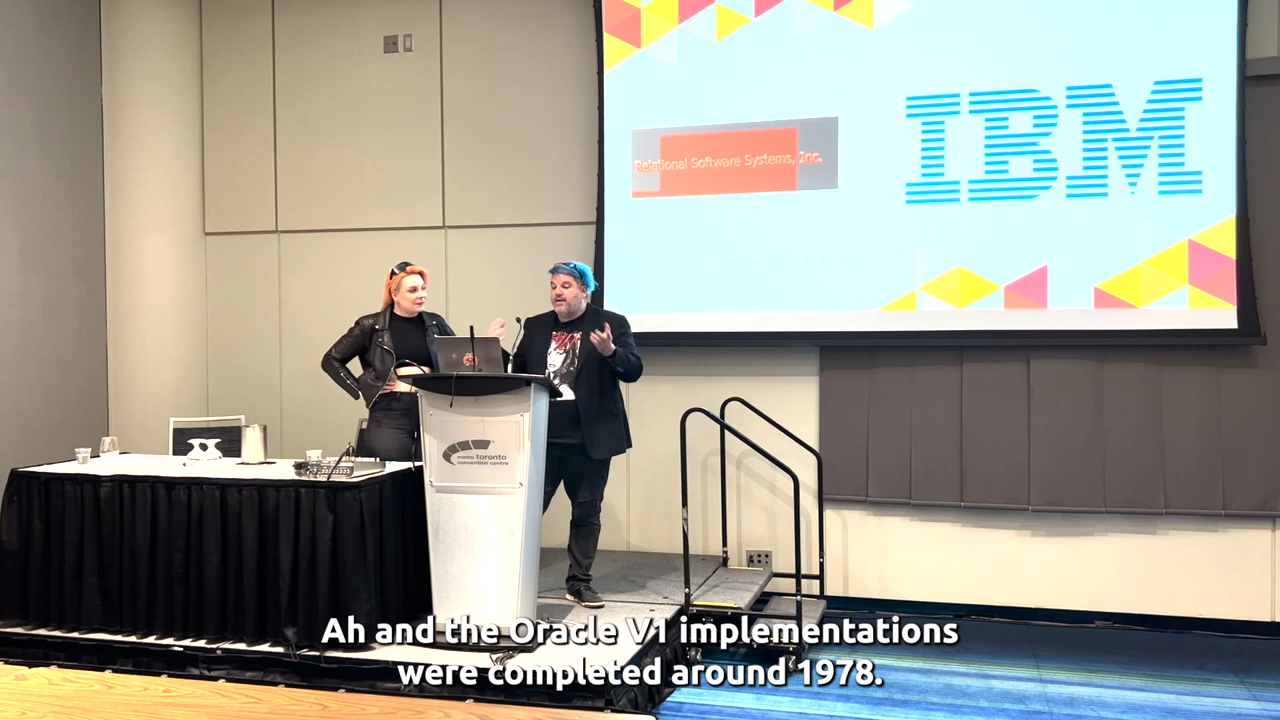 IBM
Relational Software Systems, Inc.
metro toronto
convention centre
Ah and the Oracle V1 implementations
were completed around 1978.